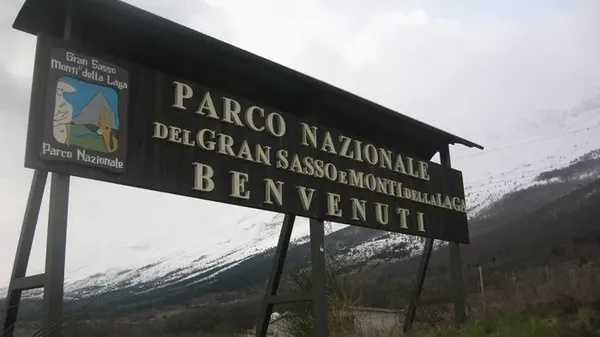 Gran Sasso
Monti della Laga
Parco Nazionale
PARCO NAZIONALE
DEL GRAN SASSO E MONTI DELLA LAGA
BENVENUTI